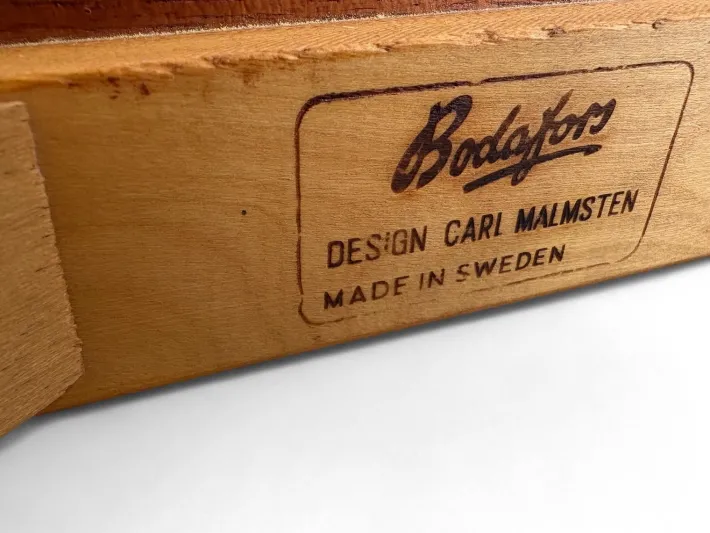 Bodafors
DESIGN CARL MALMSTEN
MADE IN SWEDEN